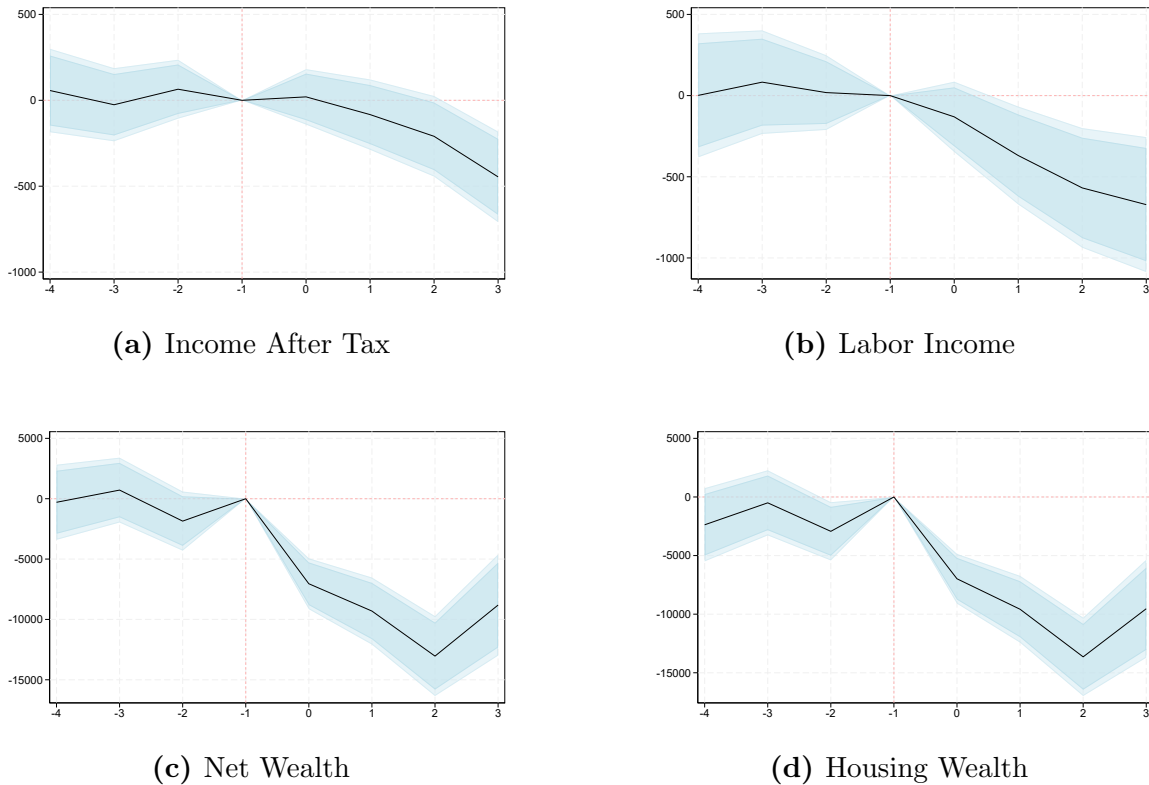 500
0
-500
-1000
-4 -3 -2 -1 0 1 2 3
(a) Income After Tax
500
0
-500
-1000
-4 -3 -2 -1 0 1 2 3
(b) Labor Income
5000
0
-5000
-10000
-15000
-4 -3 -2 -1 0 1 2 3
(c) Net Wealth
5000
0
-5000
-10000
-15000
-4 -3 -2 -1 0 1 2 3
(d) Housing Wealth